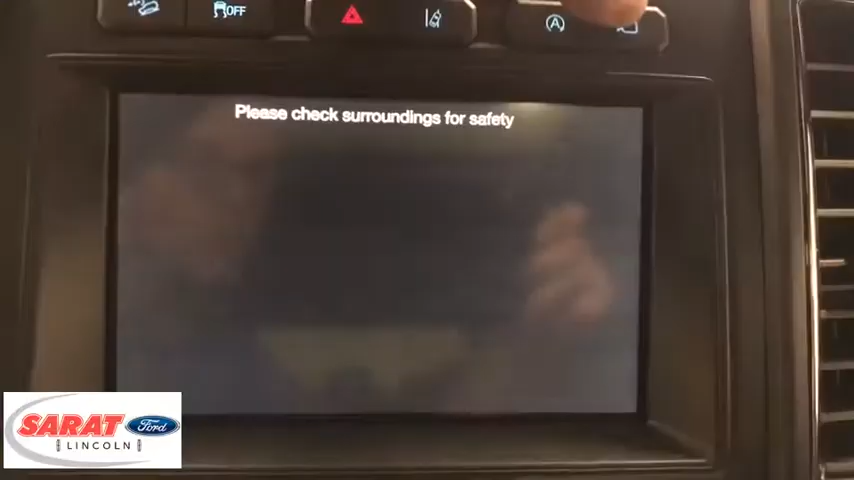 OFF
A
Please check surroundings for safety
SARAT
Ford
LINCOLN